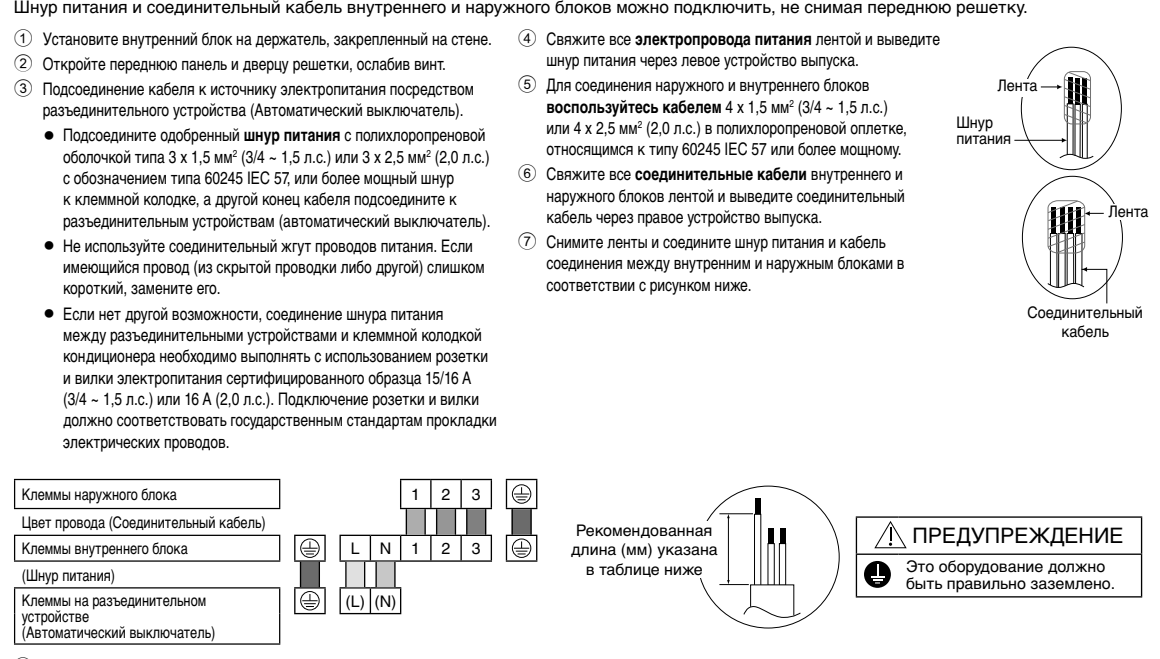 Шнур питания и соединительный кабель внутреннего и наружного блоков можно подключить, не снимая переднюю решетку.
① Установите внутренний блок на держатель, закрепленный на стене.
② Откройте переднюю панель и дверцу решетки, ослабив винт.
③ Подсоединение кабеля к источнику электропитания посредством
разъединительного устройства (Автоматический выключатель).
● Подсоедините одобренный шнур питания с полихлоропреновой
оболочкой типа 3 x 1,5 мм² (3/4 ~ 1,5 л.с.) или 3 x 2,5 мм² (2,0 л.с.)
с обозначением типа 60245 IEC 57, или более мощный шнур
к клеммной колодке, а другой конец кабеля подсоедините к
разъединительным устройствам (автоматический выключатель).
● Не используйте соединительный жгут проводов питания. Если
имеющийся провод (из скрытой проводки либо другой) слишком
короткий, замените его.
● Если нет другой возможности, соединение шнура питания
между разъединительными устройствами и клеммной колодкой
кондиционера необходимо выполнять с использованием розетки
и вилки электропитания сертифицированного образца 15/16 А
(3/4 ~ 1,5 л.с.) или 16 А (2,0 л.с.). Подключение розетки и вилки
должно соответствовать государственным стандартам прокладки
электрических проводов.
④ Свяжите все электропровода питания лентой и выведите
шнур питания через левое устройство выпуска.
⑤ Для соединения наружного и внутреннего блоков
воспользуйтесь кабелем 4 x 1,5 мм² (3/4 ~ 1,5 л.с.)
или 4 x 2,5 мм² (2,0 л.с.) в полихлоропреновой оплетке,
относящимся к типу 60245 IEC 57 или более мощному.
⑥ Свяжите все соединительные кабели внутреннего и
наружного блоков лентой и выведите соединительный
кабель через правое устройство выпуска.
⑦ Снимите ленты и соедините шнур питания и кабель
соединения между внутренним и наружным блоками в
соответствии с рисунком ниже.
Лента
Шнур
питания
Лента
Соединительный
кабель
Клеммы наружного блока
1 2 3
Цвет провода (Соединительный кабель)
Клеммы внутреннего блока
L N 1 2 3
(Шнур питания)
Клеммы на разъединительном
устройстве
(Автоматический выключатель)
(L) (N)
Рекомендованная
длина (мм) указана
в таблице ниже
ПРЕДУПРЕЖДЕНИЕ
Это оборудование должно
быть правильно заземлено.